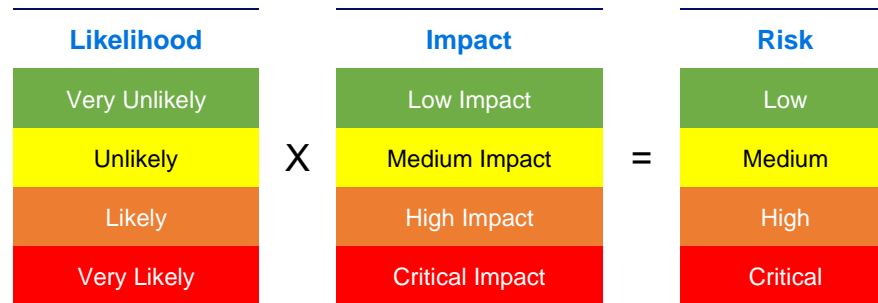 Likelihood Impact Risk
Very Unlikely Low Impact Low
Unlikely X Medium Impact = Medium
Likely High Impact High
Very Likely Critical Impact Critical